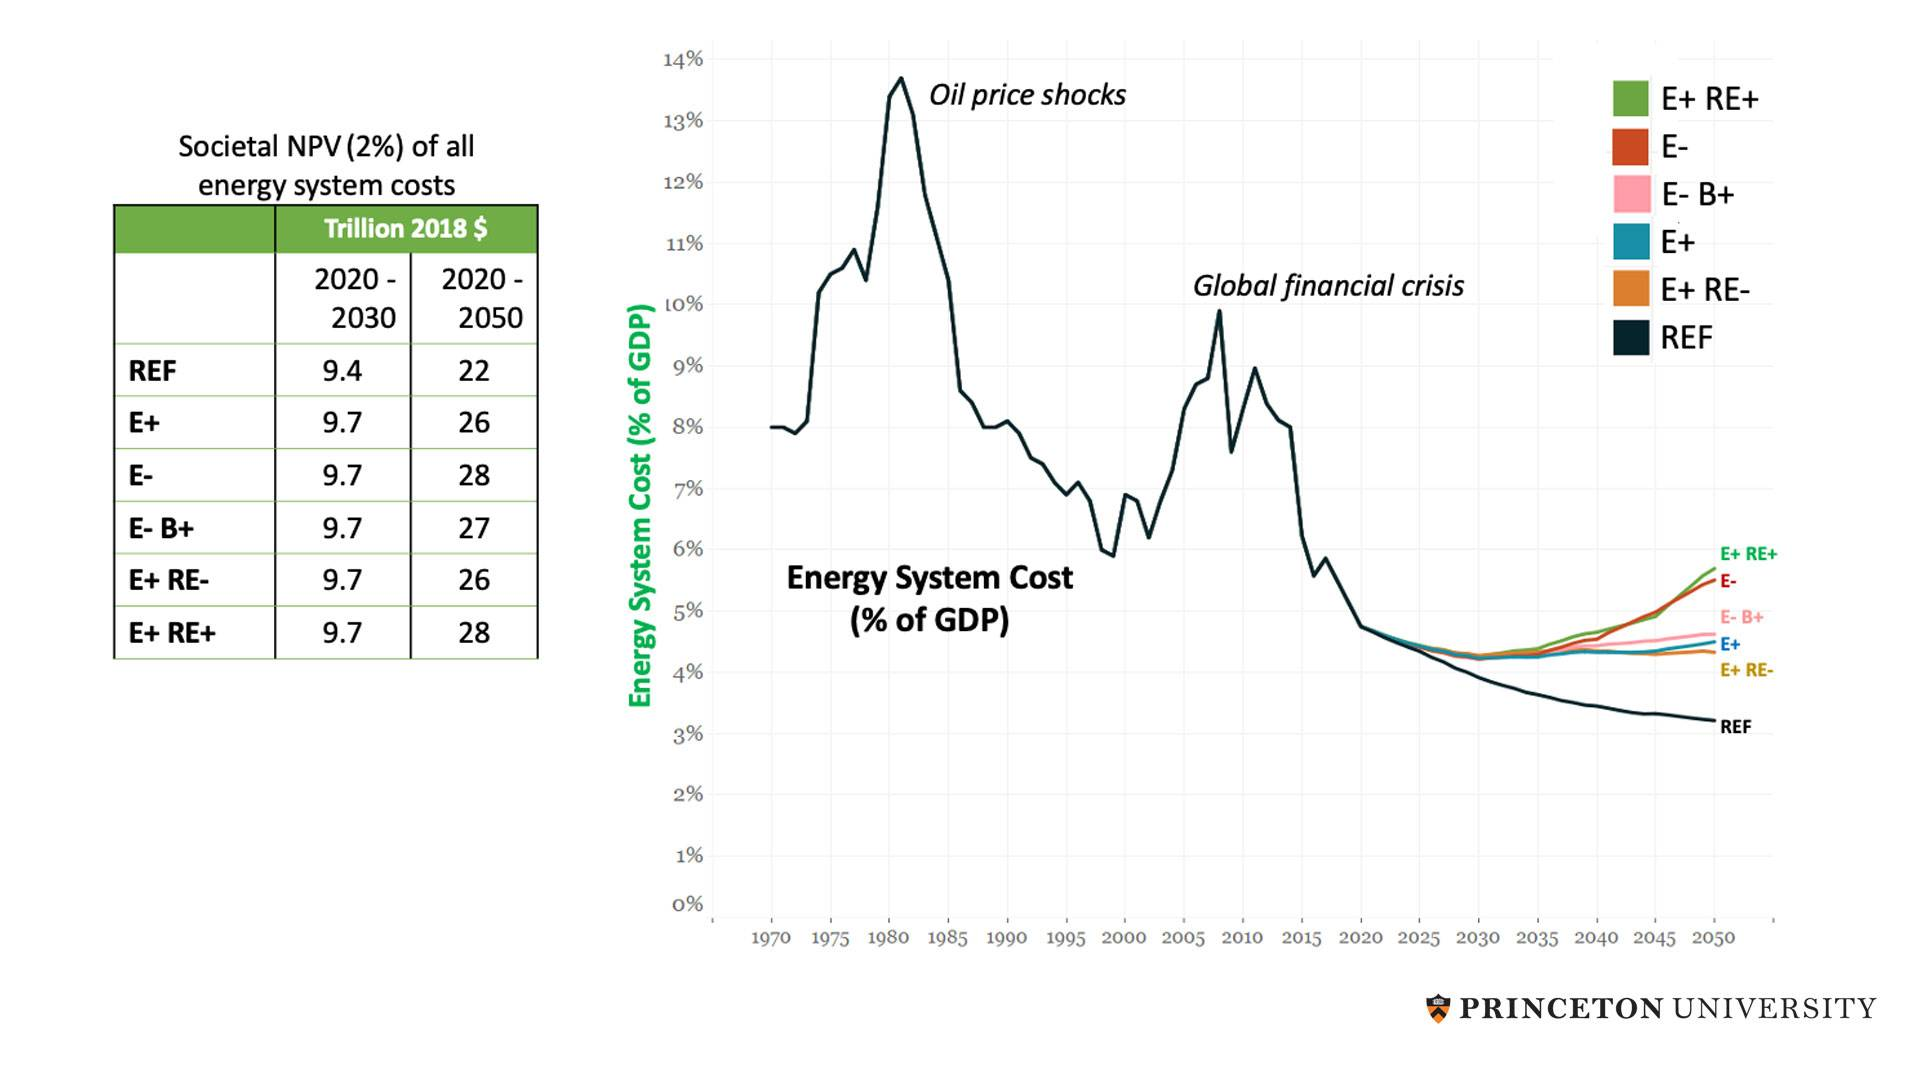 Societal NPV (2%) of all
energy system costs
Trillion 2018 $
2020 - 2030
2020 - 2050
REF 9.4 22
E+ 9.7 26
E- 9.7 28
E- B+ 9.7 27
E+ RE- 9.7 26
E+ RE+ 9.7 28
Energy System Cost (% of GDP)
14%
13%
12%
11%
10%
9%
8%
7%
6%
5%
4%
3%
2%
1%
0%
Oil price shocks
Global financial crisis
Energy System Cost
(% of GDP)
E+ RE+
E-
E- B+
E+
E+ RE-
REF
E+ RE+
E-
E- B+
E+
E+ RE-
REF
1970 1975 1980 1985 1990 1995 2000 2005 2010 2015 2020 2025 2030 2035 2040 2045 2050
PRINCETON UNIVERSITY